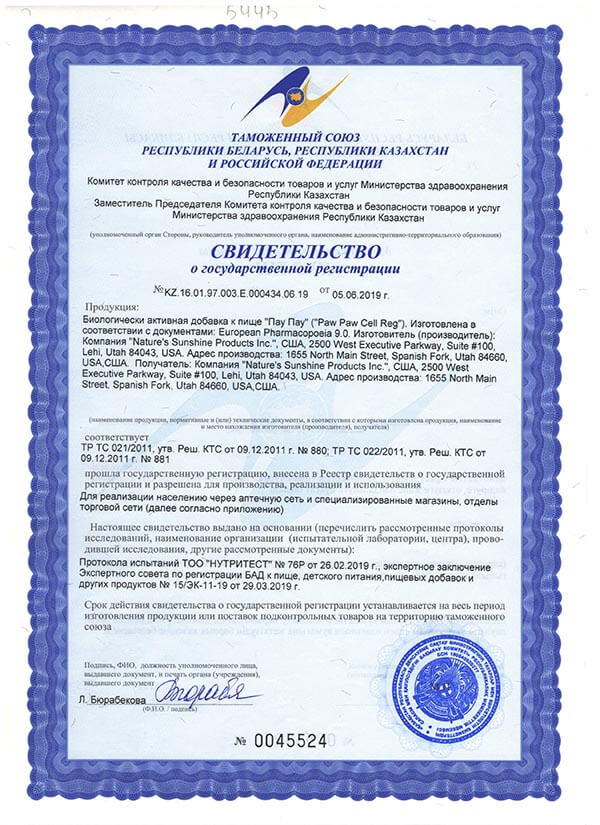 5445
ТАМОЖЕННЫЙ СОЮЗ
РЕСПУБЛИКИ БЕЛАРУСЬ, РЕСПУБЛИКИ КАЗАХСТАН
И РОССИЙСКОЙ ФЕДЕРАЦИИ
Комитет контроля качества и безопасности товаров и услуг Министерства здравоохранения
Республики Казахстан
Заместитель Председателя Комитета контроля качества и безопасности товаров и услуг
Министерства здравоохранения Республики Казахстан
(уполномоченный орган Стороны, руководитель уполномоченного органа, наименование административно-территориального образования)
СВИДЕТЕЛЬСТВО
о государственной регистрации
№ KZ.16.01.97.003.E.000434.06.19 от 05.06.2019 г.
Продукция:
Биологически активная добавка к пище "Пау Пау" ("Paw Paw Cell Reg"). Изготовлена в
соответствии с документами: European Pharmacopoeia 9.0. Изготовитель (производитель):
Компания "Nature's Sunshine Products Inc.", США, 2500 West Executive Parkway, Suite #100,
Lehi, Utah 84043, USA. Адрес производства: 1655 North Main Street, Spanish Fork, Utah 84660,
USA,США. Получатель: Компания "Nature's Sunshine Products Inc.", США, 2500 West
Executive Parkway, Suite #100, Lehi, Utah 84043, USA. Адрес производства: 1655 North Main
Street, Spanish Fork, Utah 84660, USA,США.
(наименование продукции, нормативные и (или) технические документы, в соответствии с которыми изготовлена продукция, наименование
и место нахождения изготовителя (производителя), получателя)
соответствует
ТР ТС 021/2011, утв. Реш. КТС от 09.12.2011 г. № 880; ТР ТС 022/2011, утв. Реш. КТС от
09.12.2011 г. № 881
прошла государственную регистрацию, внесена в Реестр свидетельств о государственной
регистрации и разрешена для производства, реализации и использования
Для реализации населению через аптечную сеть и специализированные магазины, отделы
торговой сети (далее согласно приложению)
Настоящее свидетельство выдано на основании (перечислить рассмотренные протоколы
исследований, наименование организации (испытательной лаборатории, центра), прово-
дившей исследования, другие рассмотренные документы):
Протокола испытаний ТОО "НУТРИТЕСТ" № 76Р от 26.02.2019 г., экспертное заключение
Экспертного совета по регистрации БАД к пище, детского питания,пищевых добавок и
других продуктов № 15/ЭК-11-19 от 29.03.2019 г.
Срок действия свидетельства о государственной регистрации устанавливается на весь период
изготовления продукции или поставок подконтрольных товаров на территорию таможенного
союза
Подпись, ФИО, должность уполномоченного лица,
выдавшего документ, и печать органа (учреждения),
выдавшего документ
Л. Бюрабекова
(Ф.И.О. / подпись)
№ 0045524